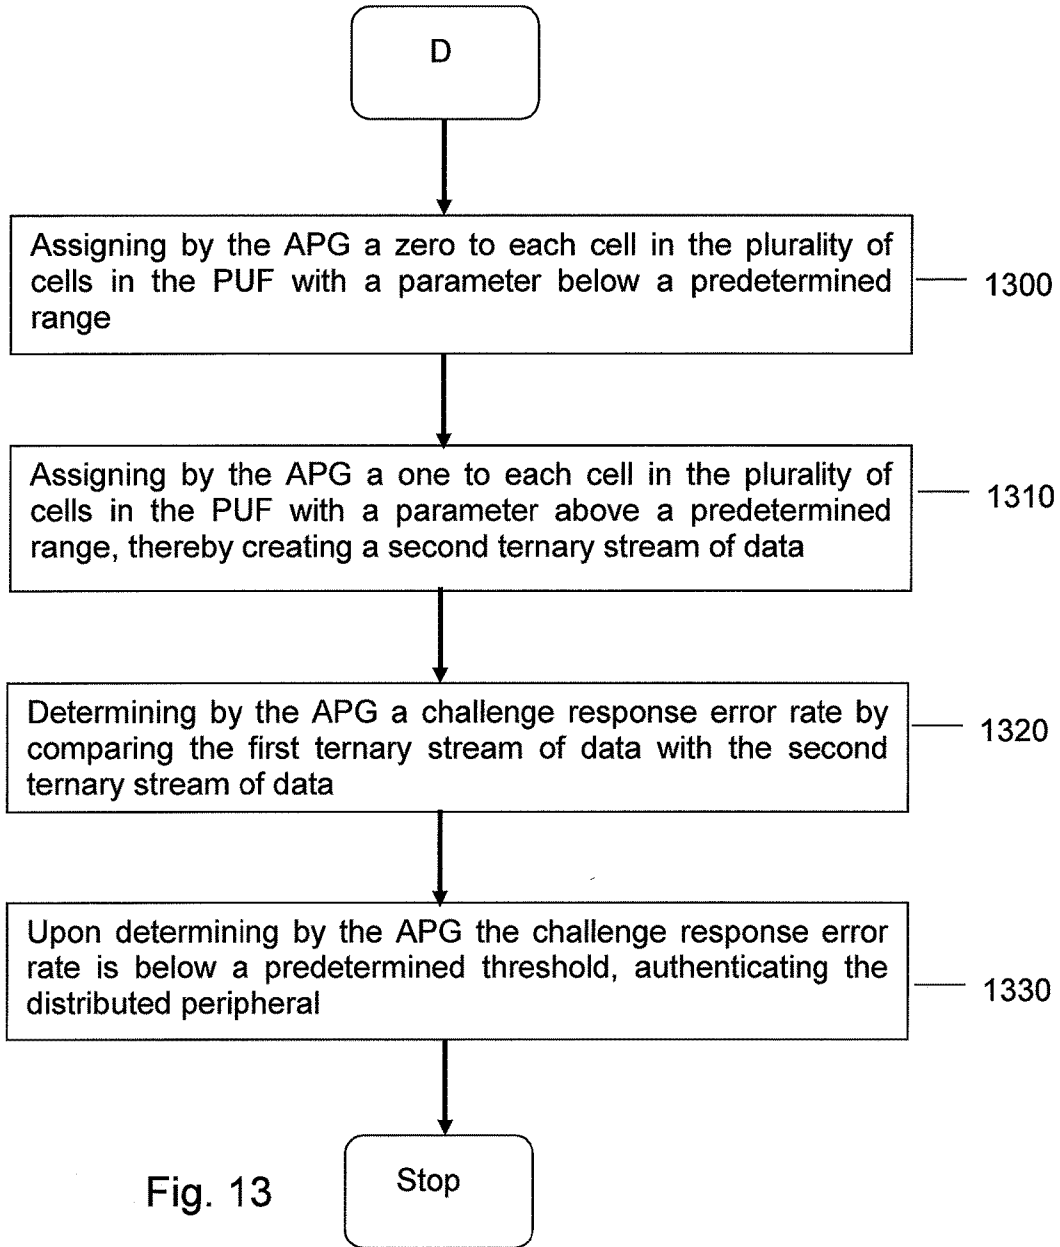 D
Assigning by the APG a zero to each cell in the plurality of
cells in the PUF with a parameter below a predetermined
range
1300
Assigning by the APG a one to each cell in the plurality of
cells in the PUF with a parameter above a predetermined
range, thereby creating a second ternary stream of data
1310
Determining by the APG a challenge response error rate by
comparing the first ternary stream of data with the second
ternary stream of data
1320
Upon determining by the APG the challenge response error
rate is below a predetermined threshold, authenticating the
distributed peripheral
1330
Stop
Fig. 13